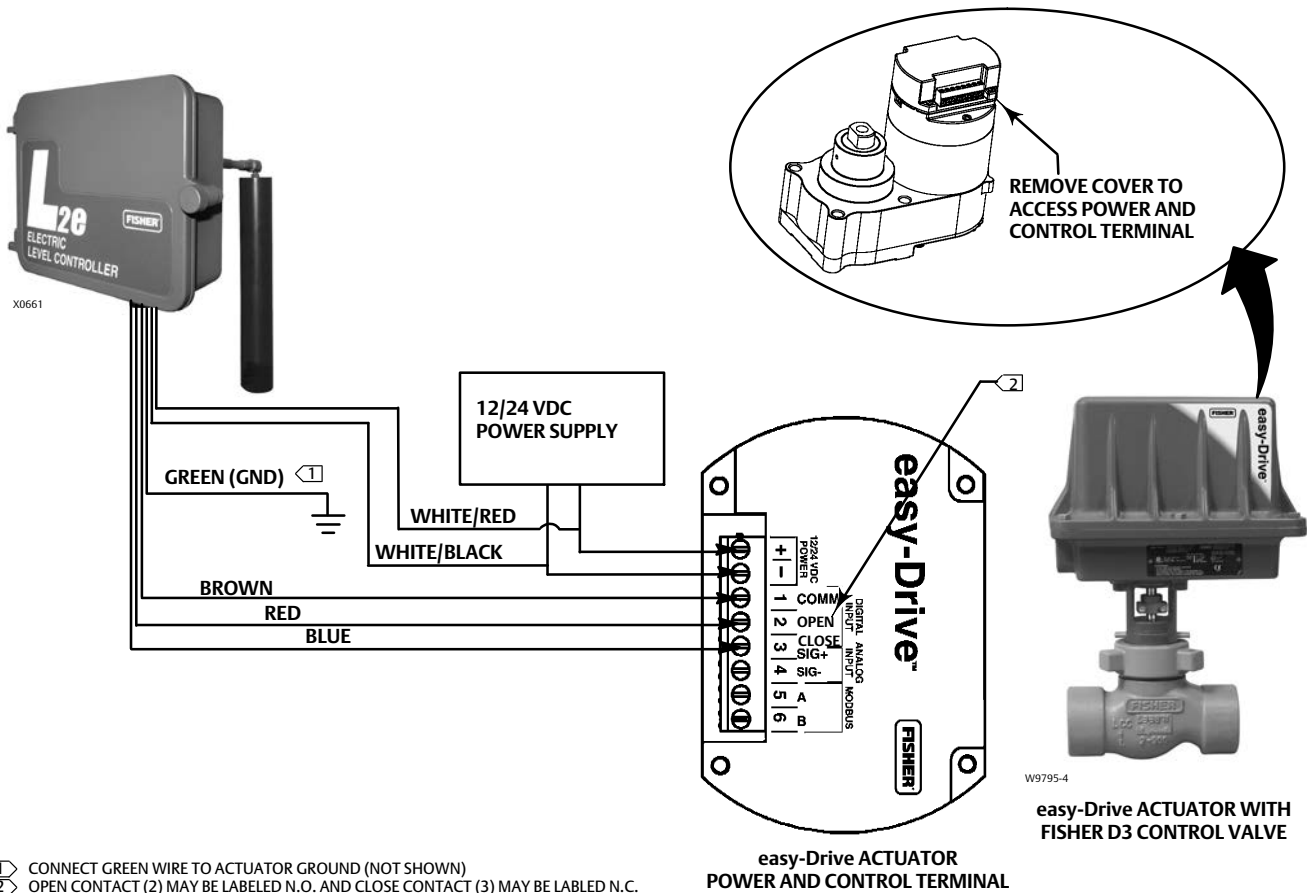 L2e
FISHER
ELECTRIC
LEVEL CONTROLLER
X0661
REMOVE COVER TO
ACCESS POWER AND
CONTROL TERMINAL
12/24 VDC
POWER SUPPLY
2
GREEN (GND) 1
WHITE/RED
WHITE/BLACK
BROWN
RED
BLUE
+
−
12/24 VDC
POWER
1 COMM
2 OPEN
3 CLOSE
SIG+
4 SIG-
5 A
6 B
DIGITAL
INPUT
ANALOG
INPUT
MODBUS
easy-Drive™
FISHER
FISHER
easy-Drive
FISHER
W9795-4
easy-Drive ACTUATOR WITH
FISHER D3 CONTROL VALVE
easy-Drive ACTUATOR
POWER AND CONTROL TERMINAL
1 CONNECT GREEN WIRE TO ACTUATOR GROUND (NOT SHOWN)
2 OPEN CONTACT (2) MAY BE LABELED N.O. AND CLOSE CONTACT (3) MAY BE LABLED N.C.